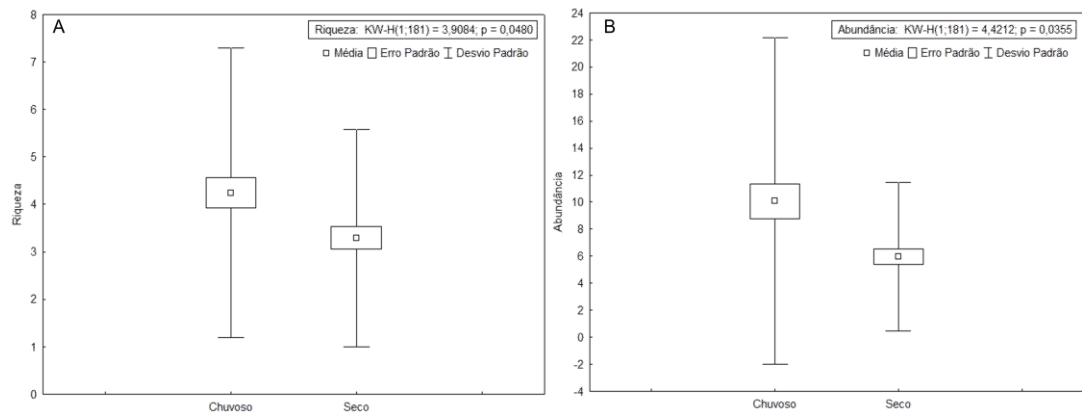 A
Riqueza: KW-H(1;181) = 3,9084; p = 0,0480
Média Erro Padrão Desvio Padrão
8
7
6
5
4
3
2
1
0
Riqueza
Chuvoso Seco
B
Abundância: KW-H(1;181) = 4,4212; p = 0,0355
Média Erro Padrão Desvio Padrão
24
22
20
18
16
14
12
10
8
6
4
2
0
-2
-4
Abundância
Chuvoso Seco